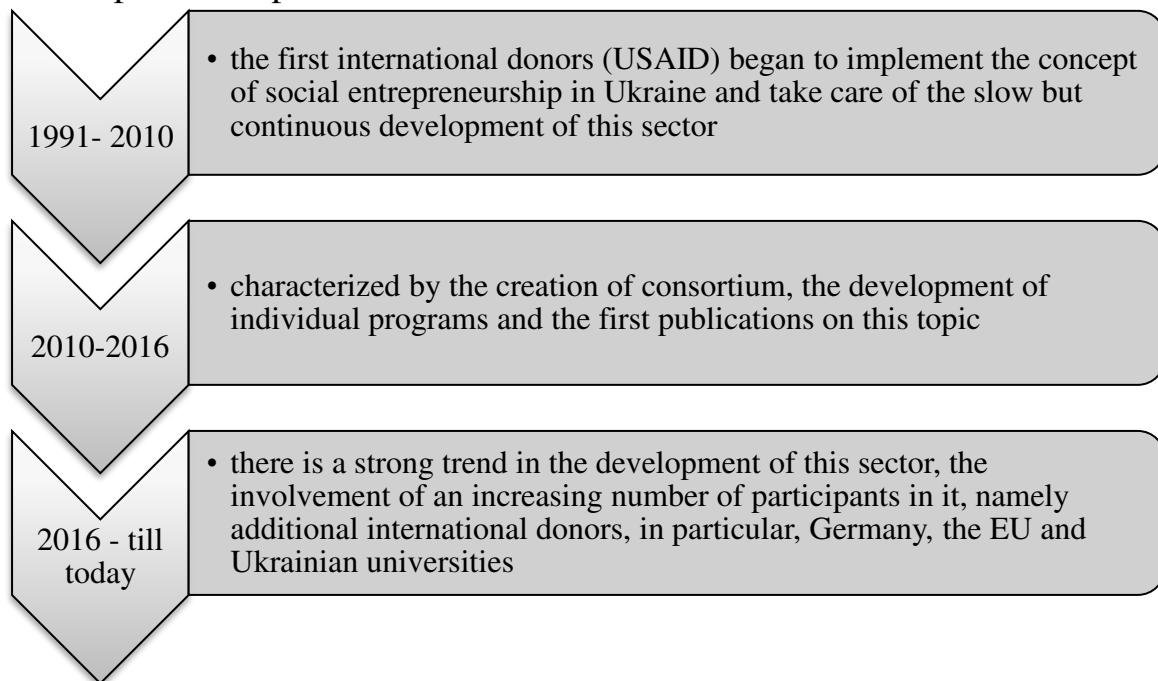 1991- 2010
• the first international donors (USAID) began to implement the concept
of social entrepreneurship in Ukraine and take care of the slow but
continuous development of this sector
2010-2016
• characterized by the creation of consortium, the development of
individual programs and the first publications on this topic
2016 - till
today
• there is a strong trend in the development of this sector, the
involvement of an increasing number of participants in it, namely
additional international donors, in particular, Germany, the EU and
Ukrainian universities